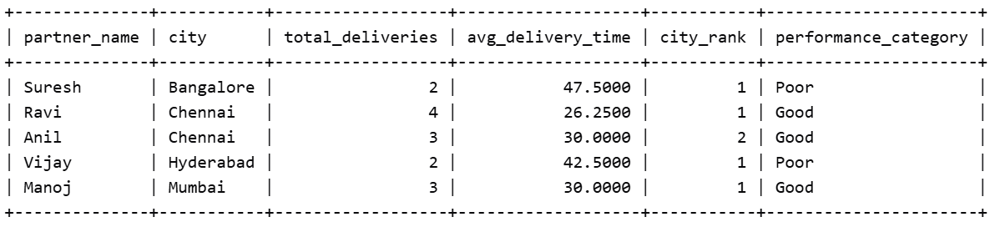 +--------------+-----------+------------------+-------------------+-----------+----------------------+
| partner_name | city      | total_deliveries | avg_delivery_time | city_rank | performance_category |
+--------------+-----------+------------------+-------------------+-----------+----------------------+
| Suresh       | Bangalore |                2 |           47.5000 |         1 | Poor                 |
| Ravi         | Chennai   |                4 |           26.2500 |         1 | Good                 |
| Anil         | Chennai   |                3 |           30.0000 |         2 | Good                 |
| Vijay        | Hyderabad |                2 |           42.5000 |         1 | Poor                 |
| Manoj        | Mumbai    |                3 |           30.0000 |         1 | Good                 |
+--------------+-----------+------------------+-------------------+-----------+----------------------+